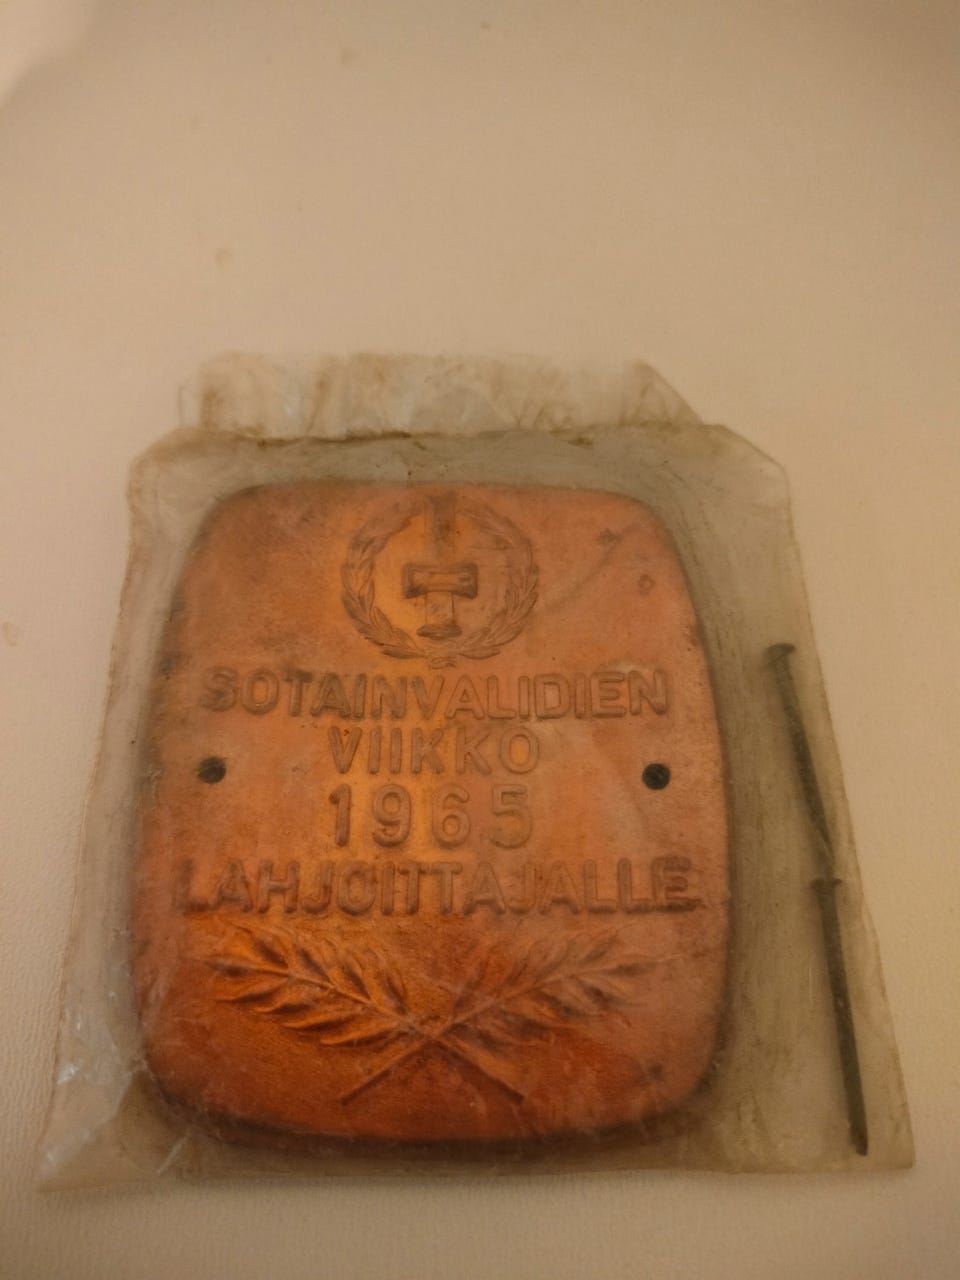 SOTAINVALIDIEN
VIIKKO
1965
LAHJOITTAJALLE